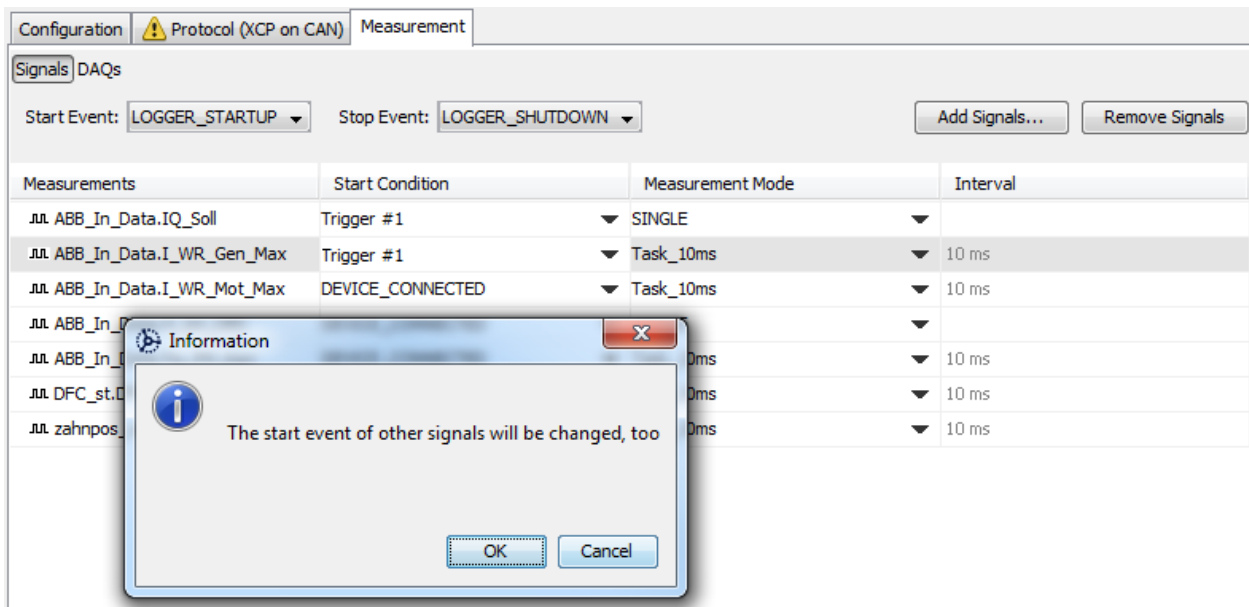 Configuration Protocol (XCP on CAN) Measurement
Signals DAQs
Start Event: LOGGER_STARTUP Stop Event: LOGGER_SHUTDOWN Add Signals... Remove Signals
Measurements Start Condition Measurement Mode Interval
ABB_In_Data.IQ_Soll Trigger #1 SINGLE
ABB_In_Data.I_WR_Gen_Max Trigger #1 Task_10ms 10 ms
ABB_In_Data.I_WR_Mot_Max DEVICE_CONNECTED Task_10ms 10 ms
ABB_In_
ABB_In_ 0ms 10 ms
DFC_st. 0ms 10 ms
zahnpos_ 0ms 10 ms
Information
The start event of other signals will be changed, too
OK Cancel